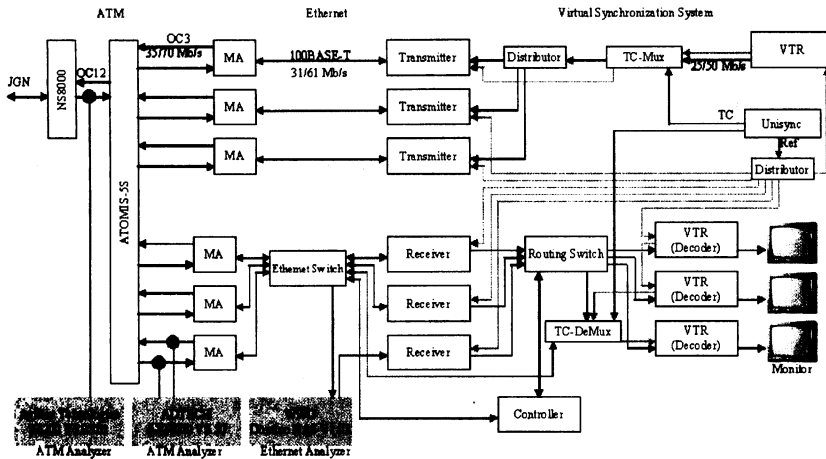 ATM Ethernet Virtual Synchronization System
OC3
35/70 Mb/s
MA
100BASE-T
31/61 Mb/s
Transmitter
Distributor
TC-Mux
25/50 Mb/s
VTR
JGN
NS8000
OC12
ATOMIS-5S
MA
Transmitter
TC
Unisync
Ref
MA
Transmitter
Distributor
MA
Ethernet Switch
Receiver
Routing Switch
VTR
(Decoder)
MA
Receiver
VTR
(Decoder)
MA
Receiver
TC-DeMux
VTR
(Decoder)
Monitor
Controller
ATM Analyzer
ATM Analyzer
Ethernet Analyzer